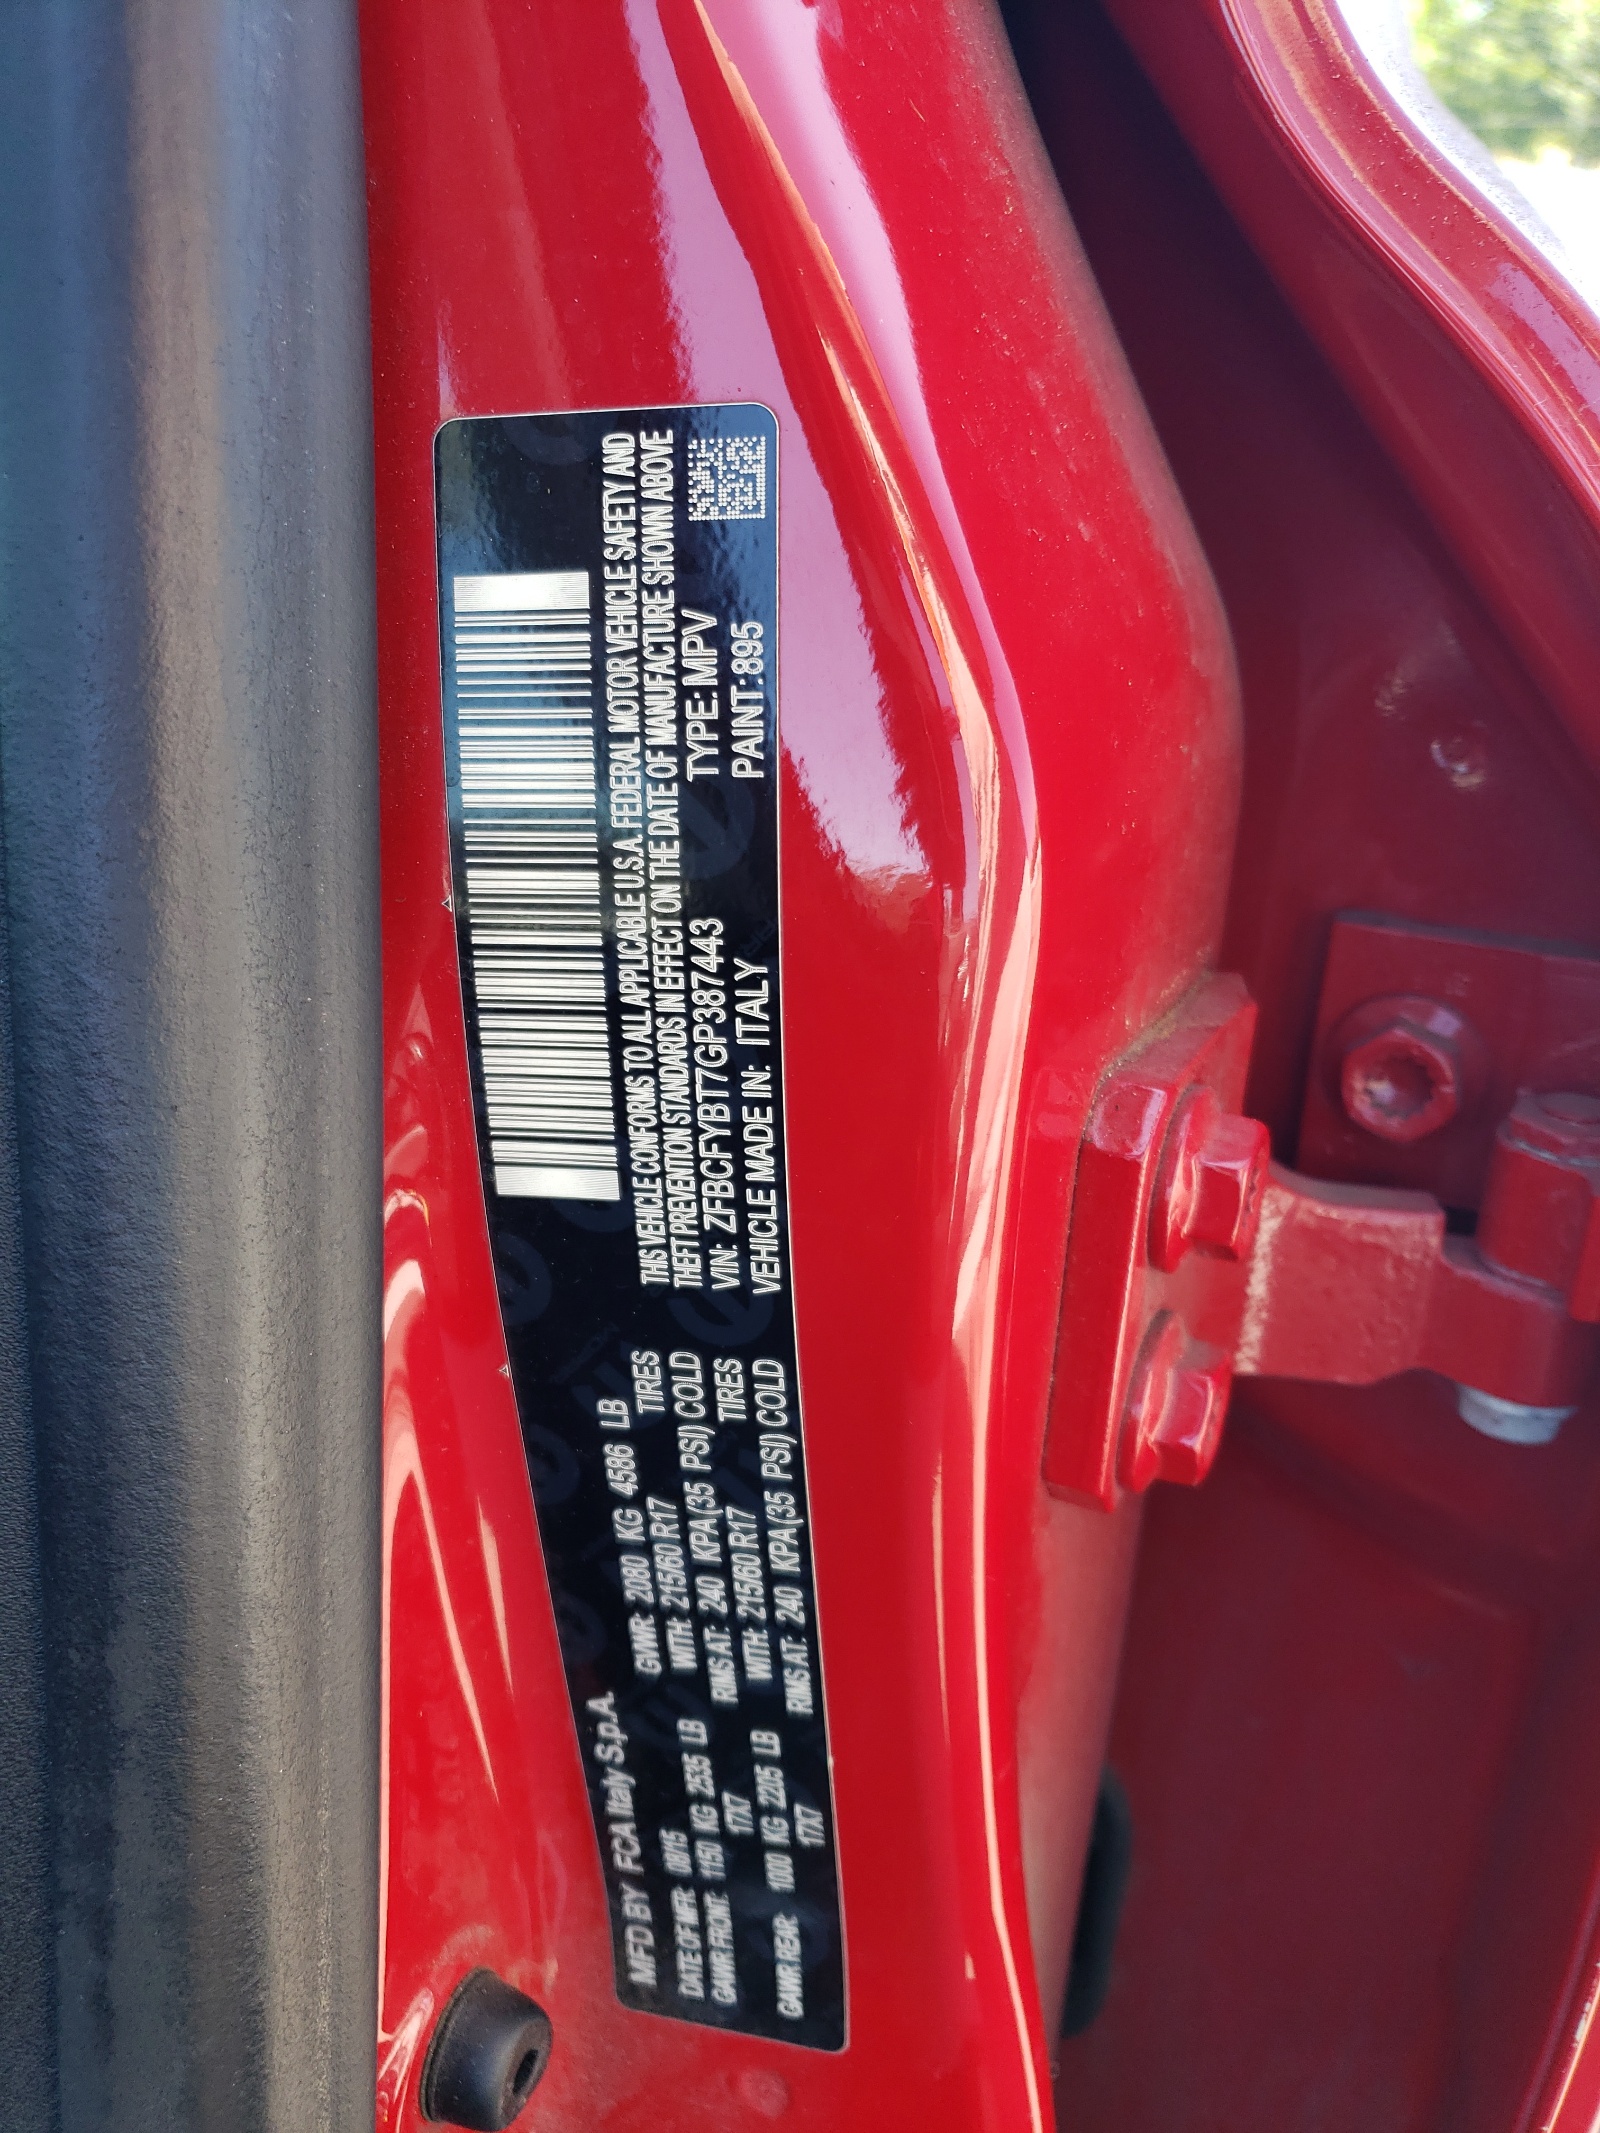 MFD BY FCA Italy S.p.A.
DATE OF MFR: 08/15
GAWR FRONT: 1150 KG 2535 LB
17X7
GAWR REAR: 1000 KG 2205 LB
17X7
GVWR: 2080 KG 4586 LB
WTH: 215/60 R17 TIRES
RIMS AT: 240 KPA(35 PSI) COLD
WTH: 215/60 R17 TIRES
RIMS AT: 240 KPA(35 PSI) COLD
THIS VEHICLE CONFORMS TO ALL APPLICABLE U.S.A. FEDERAL MOTOR VEHICLE SAFETY AND
THEFT PREVENTION STANDARDS IN EFFECT ON THE DATE OF MANUFACTURE SHOWN ABOVE
VIN: ZFBCFYBT7GP387443 TYPE: MPV
VEHICLE MADE IN: ITALY PAINT: 895